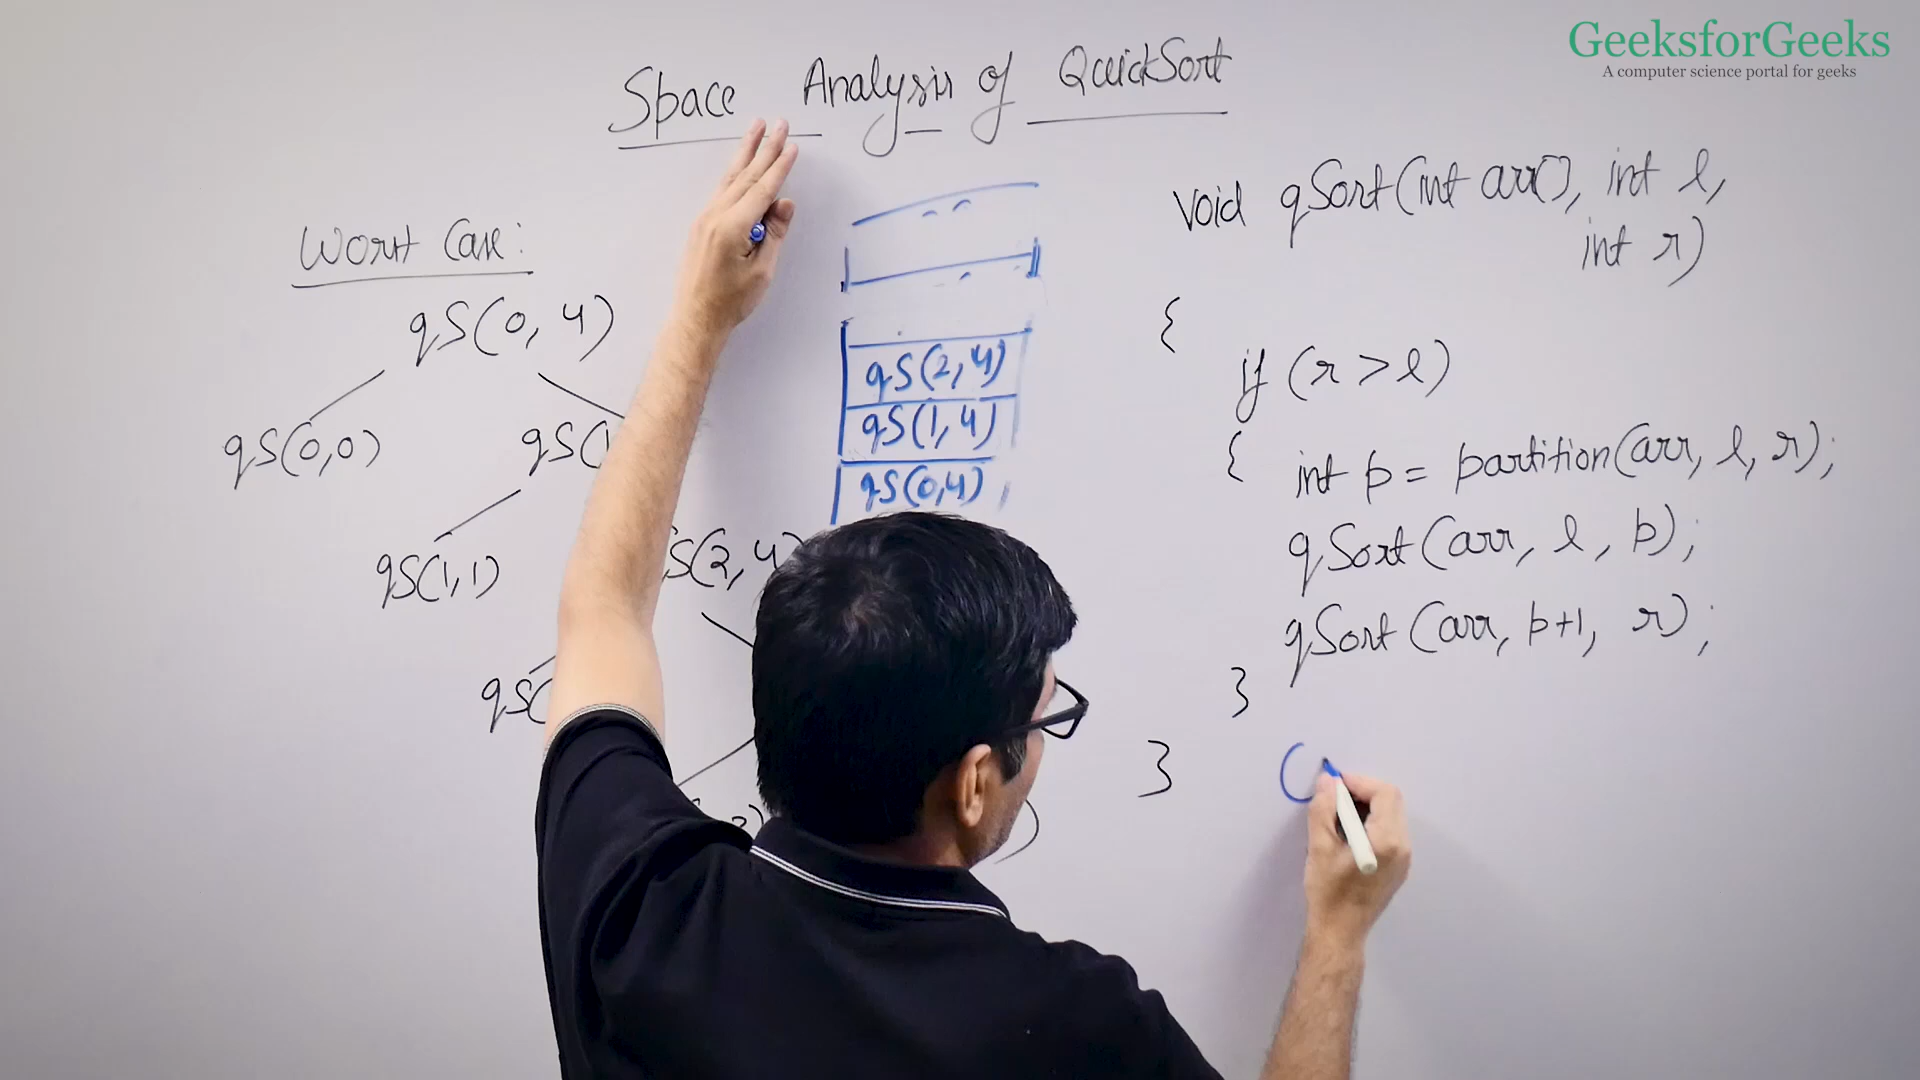 GeeksforGeeks
A computer science portal for geeks
Space Analysis of QuickSort
Worst Case:
qS(0, 4)
qS(0,0) qS(1
qS(1,1) S(2,4)
qS(
qS(2,4)
qS(1,4)
qS(0,4)
void qSort(int arr[], int l,
int r)
{
if (r > l)
{ int p = partition(arr, l, r);
qSort(arr, l, p);
qSort(arr, p+1, r);
}
}